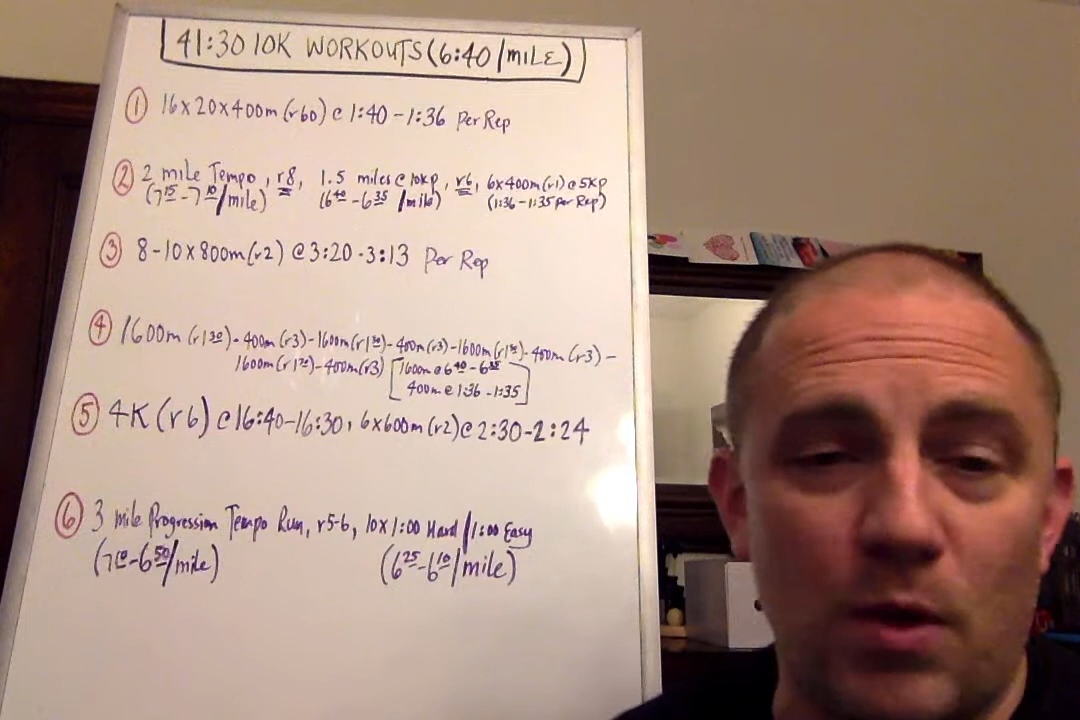 41:30 10K WORKOUTS (6:40/MILE)
① 16x20x400m (r60) @ 1:40 - 1:36 Per Rep
② 2 mile Tempo, r8, 1.5 miles @ 10kp, r6, 6x400m (r1) @ 5kp
(7 15 - 7 10/mile) (6 40 - 6 35 /mile) (1:36 - 1:35 per Rep)
③ 8-10 x 800m (r2) @ 3:20 - 3:13 Per Rep
④ 1600m (r1 30) - 400m (r3) - 1600m (r1 30) - 400m (r3) - 1600m (r1 30) - 400m (r3) -
1600m (r1 30) - 400m (r3) [1600m @ 6 40 - 6 35
400m @ 1:36 - 1:35]
⑤ 4K (r6) @ 16:40-16:30, 6x600m (r2) @ 2:30-2:24
⑥ 3 mile Progression Tempo Run, r5-6, 10x1:00 Hard/1:00 Easy
(7 10 - 6 50/mile) (6 25 - 6 10/mile)